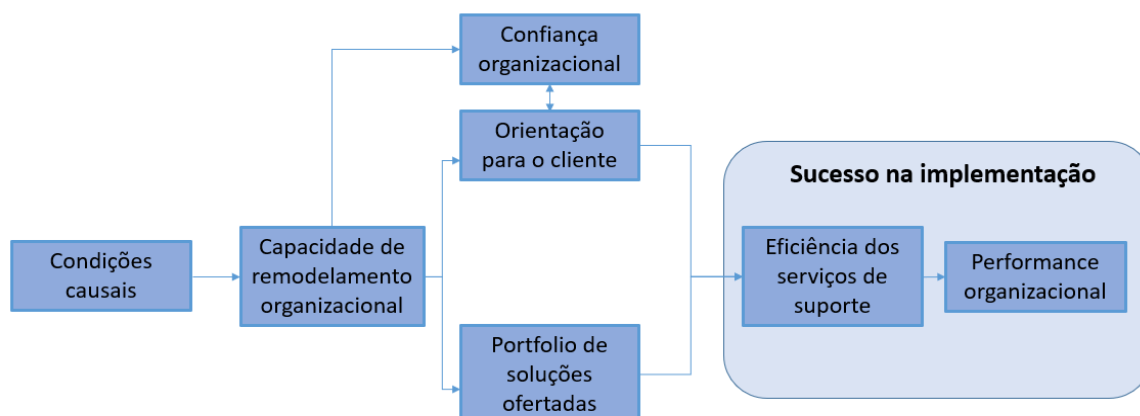 Confiança
organizacional
Orientação
para o cliente
Sucesso na implementação
Condições
causais
Capacidade de
remodelamento
organizacional
Eficiência dos
serviços de
suporte
Performance
organizacional
Portfolio de
soluções
ofertadas